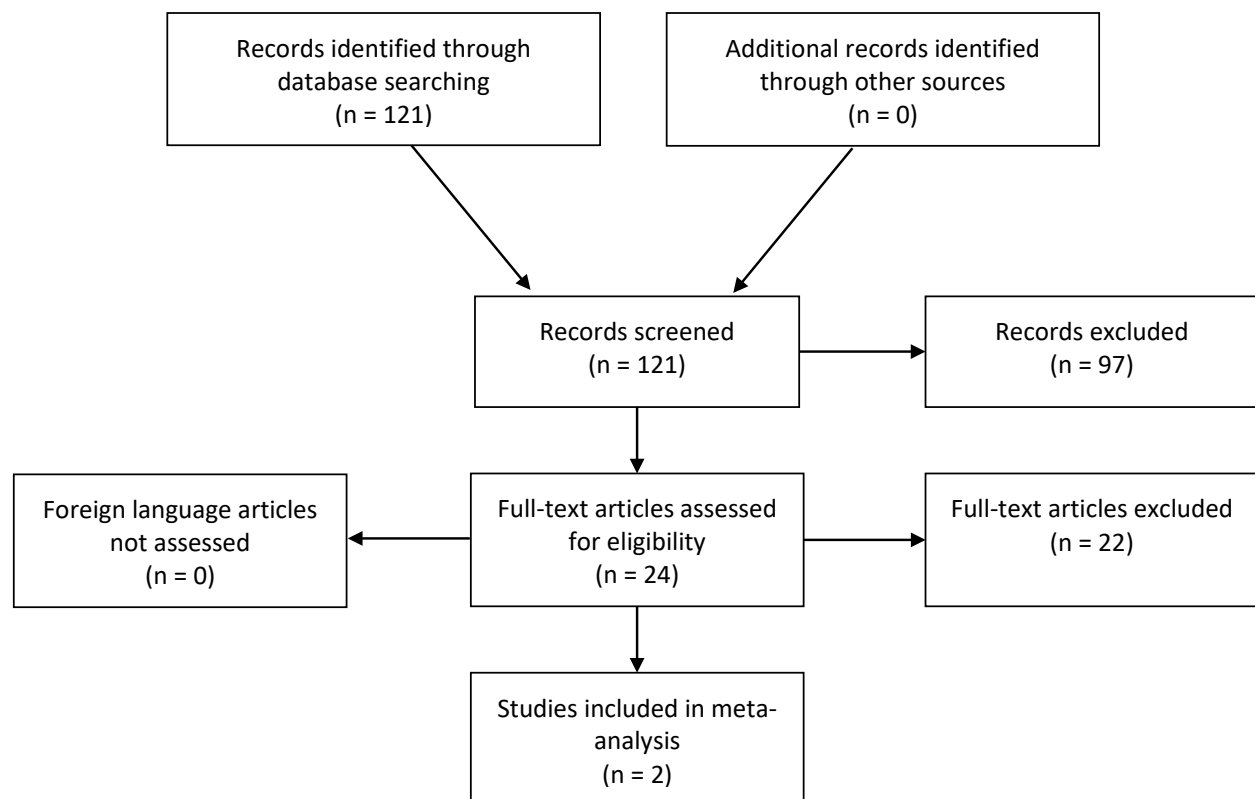 Records identified through
database searching
(n = 121)
Additional records identified
through other sources
(n = 0)
Records screened
(n = 121)
Records excluded
(n = 97)
Foreign language articles
not assessed
(n = 0)
Full-text articles assessed
for eligibility
(n = 24)
Full-text articles excluded
(n = 22)
Studies included in meta-
analysis
(n = 2)